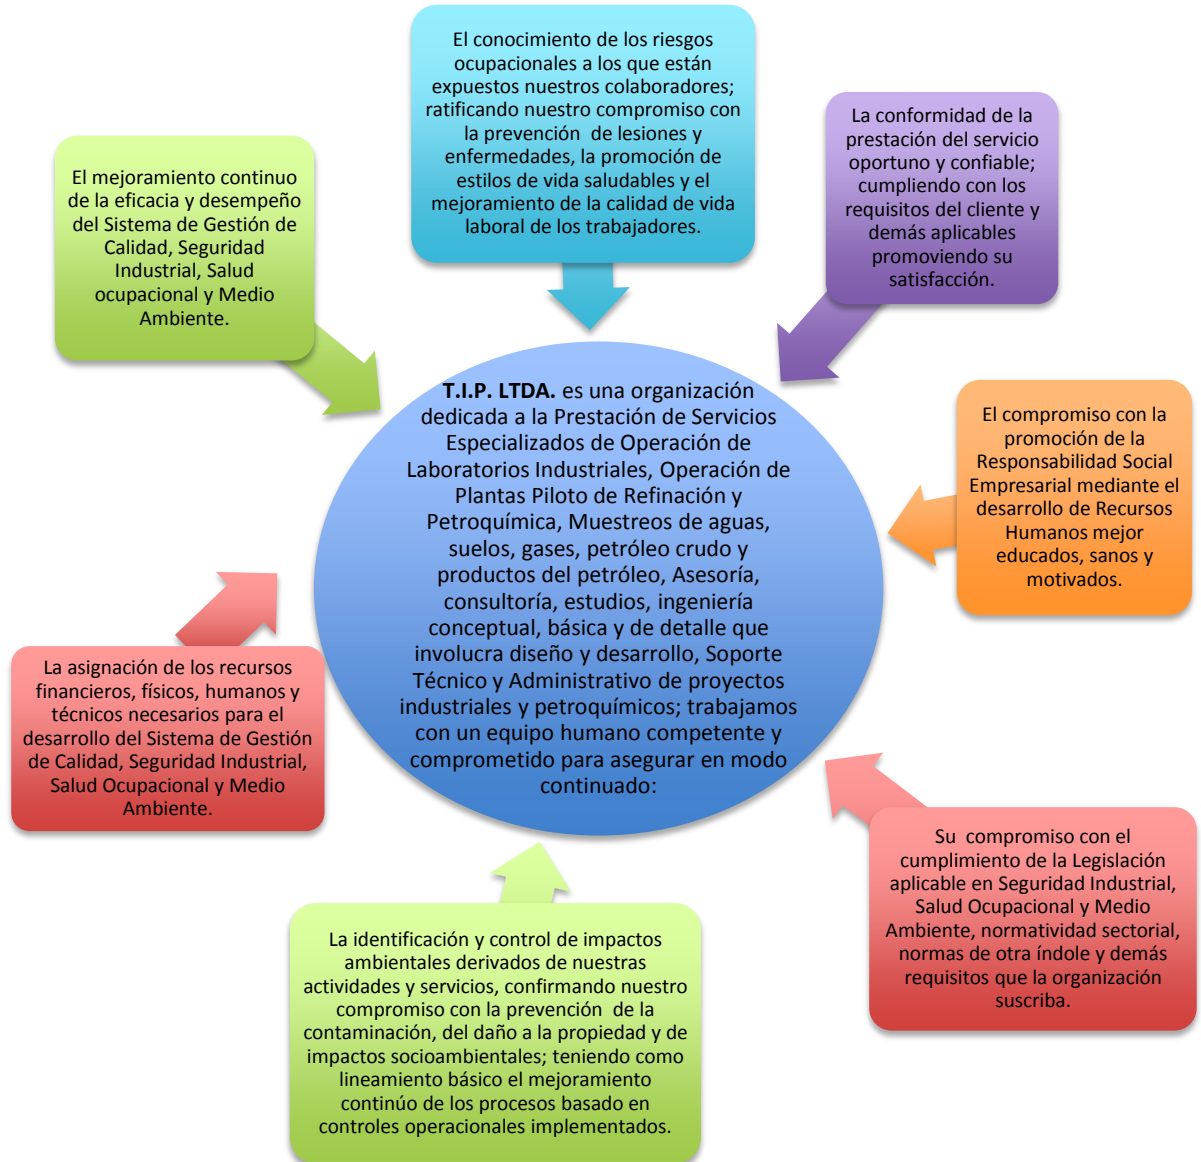 El conocimiento de los riesgos
ocupacionales a los que están
expuestos nuestros colaboradores;
ratificando nuestro compromiso con
la prevención de lesiones y
enfermedades, la promoción de
estilos de vida saludables y el
mejoramiento de la calidad de vida
laboral de los trabajadores.
La conformidad de la
prestación del servicio
oportuno y confiable;
cumpliendo con los
requisitos del cliente y
demás aplicables
promoviendo su
satisfacción.
El mejoramiento continuo
de la eficacia y desempeño
del Sistema de Gestión de
Calidad, Seguridad
Industrial, Salud
ocupacional y Medio
Ambiente.
T.I.P. LTDA. es una organización
dedicada a la Prestación de Servicios
Especializados de Operación de
Laboratorios Industriales, Operación de
Plantas Piloto de Refinación y
Petroquímica, Muestreos de aguas,
suelos, gases, petróleo crudo y
productos del petróleo, Asesoría,
consultoría, estudios, ingeniería
conceptual, básica y de detalle que
involucra diseño y desarrollo, Soporte
Técnico y Administrativo de proyectos
industriales y petroquímicos; trabajamos
con un equipo humano competente y
comprometido para asegurar en modo
continuado:
El compromiso con la
promoción de la
Responsabilidad Social
Empresarial mediante el
desarrollo de Recursos
Humanos mejor
educados, sanos y
motivados.
La asignación de los recursos
financieros, físicos, humanos y
técnicos necesarios para el
desarrollo del Sistema de Gestión
de Calidad, Seguridad Industrial,
Salud Ocupacional y Medio
Ambiente.
Su compromiso con el
cumplimiento de la Legislación
aplicable en Seguridad Industrial,
Salud Ocupacional y Medio
Ambiente, normatividad sectorial,
normas de otra índole y demás
requisitos que la organización
suscriba.
La identificación y control de impactos
ambientales derivados de nuestras
actividades y servicios, confirmando nuestro
compromiso con la prevención de la
contaminación, del daño a la propiedad y de
impactos socioambientales; teniendo como
lineamiento básico el mejoramiento
continúo de los procesos basado en
controles operacionales implementados.